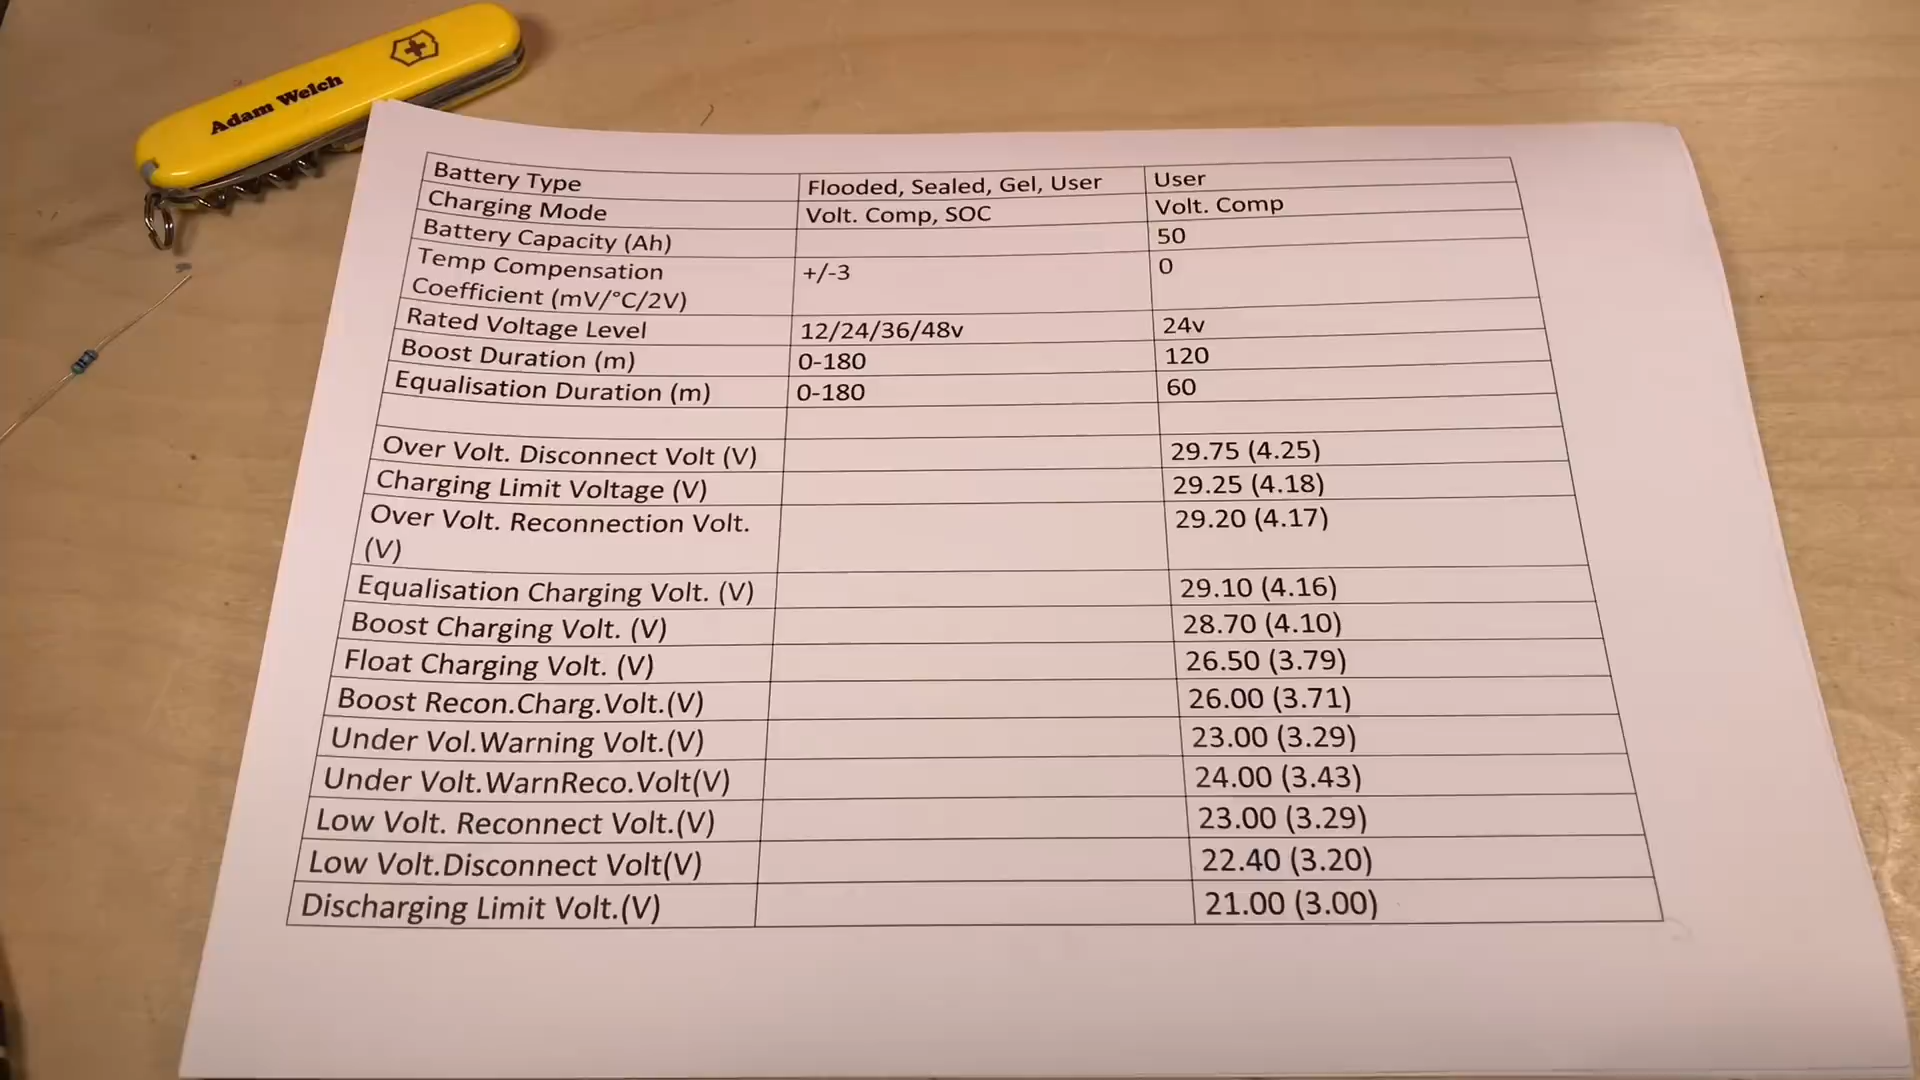 Adam Welch
Battery Type Flooded, Sealed, Gel, User User
Charging Mode Volt. Comp, SOC Volt. Comp
Battery Capacity (Ah) 50
Temp Compensation +/-3 0
Coefficient (mV/°C/2V)
Rated Voltage Level 12/24/36/48v 24v
Boost Duration (m) 0-180 120
Equalisation Duration (m) 0-180 60
Over Volt. Disconnect Volt (V) 29.75 (4.25)
Charging Limit Voltage (V) 29.25 (4.18)
Over Volt. Reconnection Volt. 29.20 (4.17)
(V)
Equalisation Charging Volt. (V) 29.10 (4.16)
Boost Charging Volt. (V) 28.70 (4.10)
Float Charging Volt. (V) 26.50 (3.79)
Boost Recon.Charg.Volt.(V) 26.00 (3.71)
Under Vol.Warning Volt.(V) 23.00 (3.29)
Under Volt.WarnReco.Volt(V) 24.00 (3.43)
Low Volt. Reconnect Volt.(V) 23.00 (3.29)
Low Volt.Disconnect Volt(V) 22.40 (3.20)
Discharging Limit Volt.(V) 21.00 (3.00)